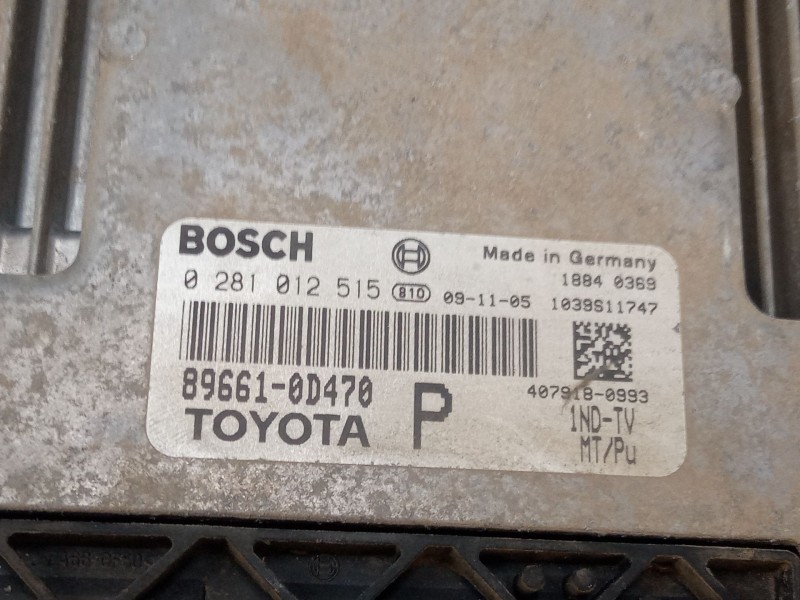 BOSCH
Made in Germany
1884 0369
0 281 012 515 810 09-11-05 1039S11747
89661-0D470
P
407918-0993
TOYOTA
1ND-TV
MT/Pu